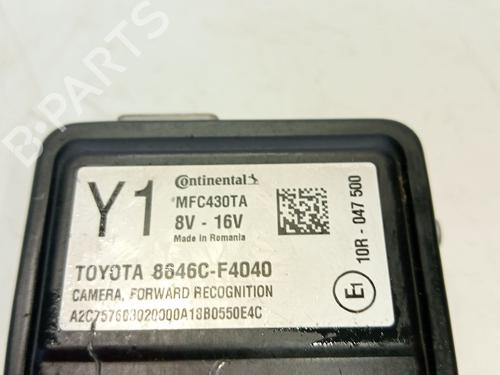 Y1
Continental
MFC430TA
8V - 16V
Made in Romania
TOYOTA 8646C-F4040
CAMERA, FORWARD RECOGNITION
A2C757603020000A18B0550E4C
E1
10R - 047 500
B-PARTS